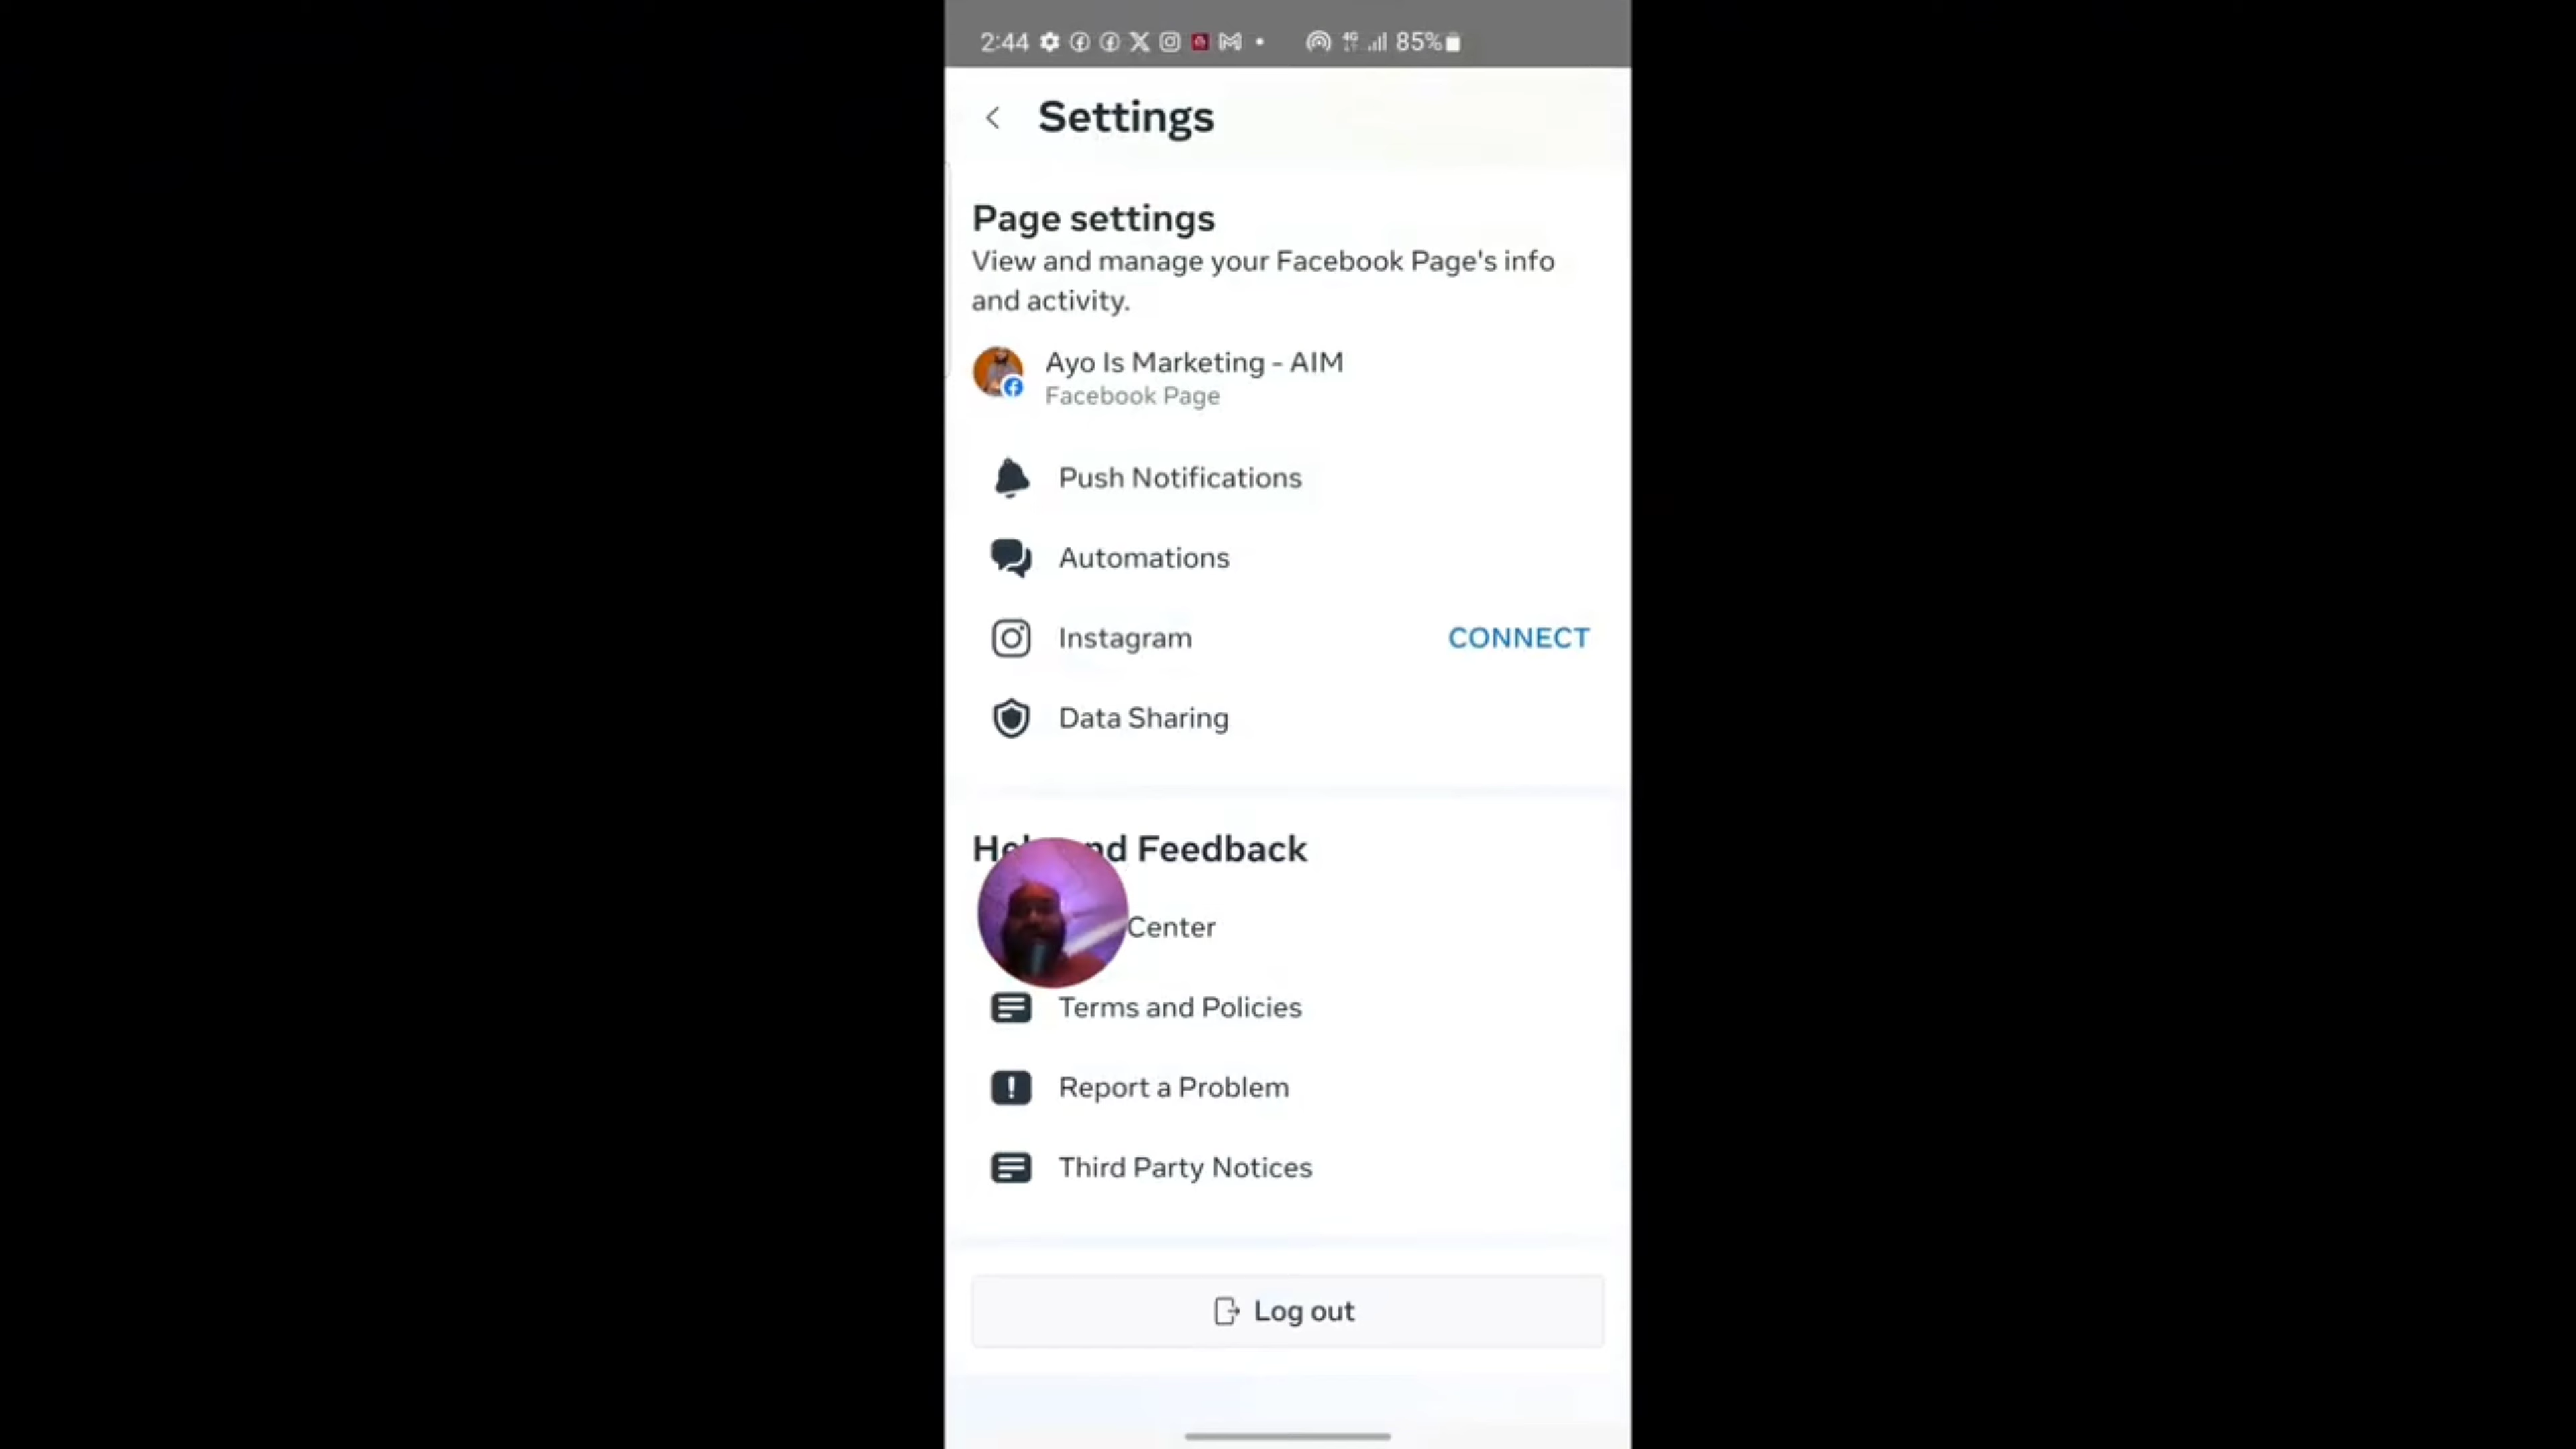 2:44 85%
Settings
Page settings
View and manage your Facebook Page's info
and activity.
Ayo Is Marketing - AIM
Facebook Page
Push Notifications
Automations
Instagram CONNECT
Data Sharing
Feedback
Center
Terms and Policies
Report a Problem
Third Party Notices
Log out